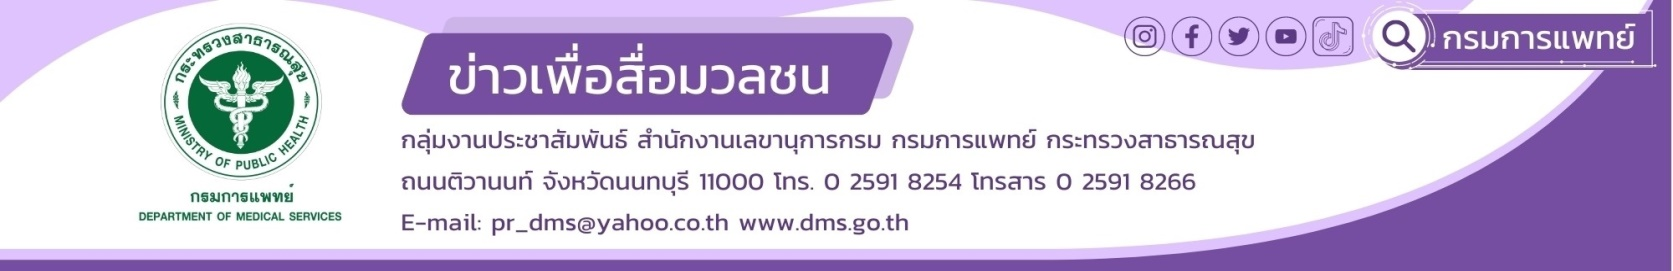 กระทรวงสาธารณสุข
MINISTRY OF PUBLIC HEALTH
กรมการแพทย์
DEPARTMENT OF MEDICAL SERVICES
ข่าวเพื่อสื่อมวลชน
กรมการแพทย์
กลุ่มงานประชาสัมพันธ์ สำนักงานเลขานุการกรม กรมการแพทย์ กระทรวงสาธารณสุข
ถนนติวานนท์ จังหวัดนนทบุรี 11000 โทร. 0 2591 8254 โทรสาร 0 2591 8266
E-mail: pr_dms@yahoo.co.th www.dms.go.th